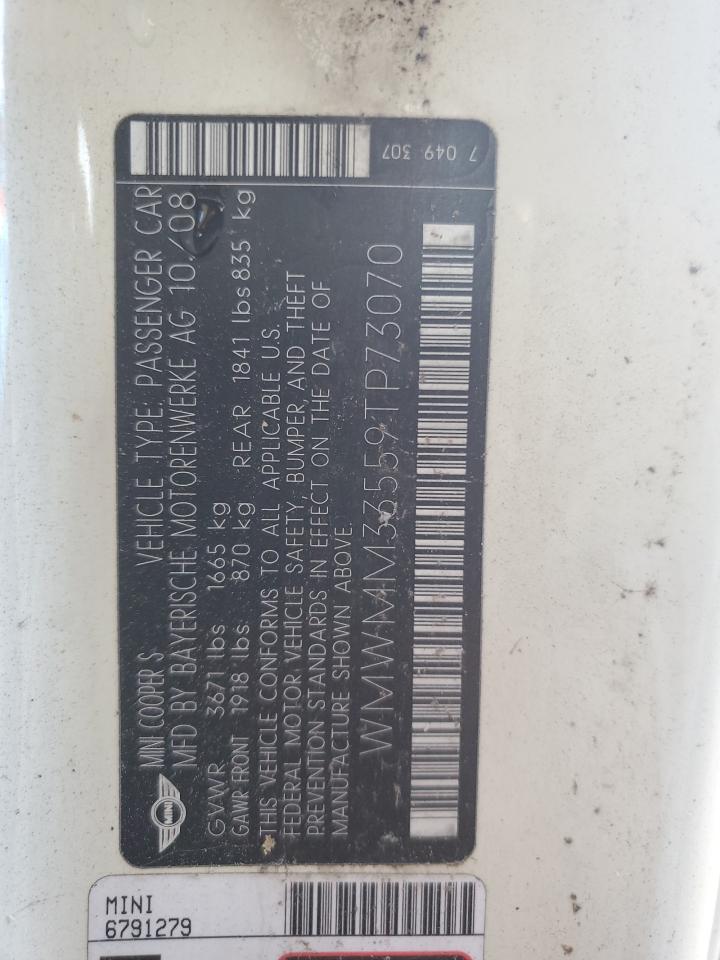 7 049 307
MINI COOPER S VEHICLE TYPE: PASSENGER CAR
MFD BY BAYERISCHE MOTORENWERKE AG 10/08
GVWR 3671 lbs 1665 kg
GAWR FRONT 1918 lbs 870 kg REAR 1841 lbs 835 kg
THIS VEHICLE CONFORMS TO ALL APPLICABLE U.S.
FEDERAL MOTOR VEHICLE SAFETY, BUMPER, AND THEFT
PREVENTION STANDARDS IN EFFECT ON THE DATE OF
MANUFACTURE SHOWN ABOVE.
WMWMM33559TP73070
MINI
MINI
6791279